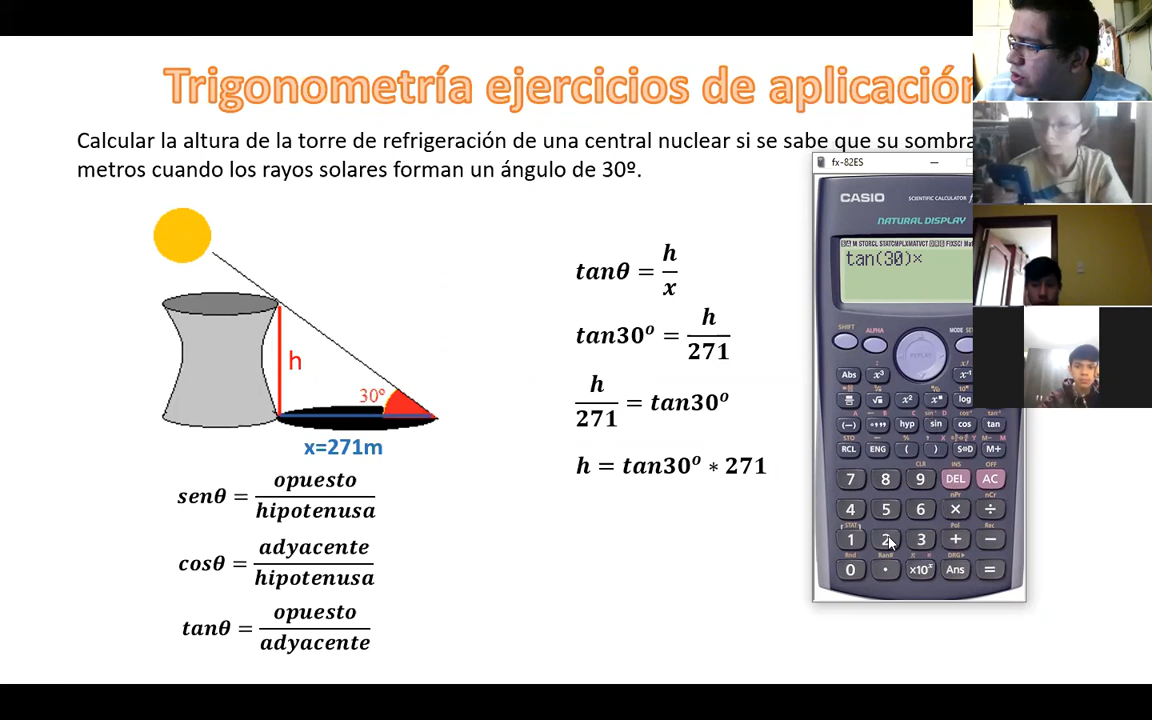 Trigonometría ejercicios de aplicación
Calcular la altura de la torre de refrigeración de una central nuclear si se sabe que su sombra
metros cuando los rayos solares forman un ángulo de 30º.
h
30º
x=271m
senθ = opuesto / hipotenusa
cosθ = adyacente / hipotenusa
tanθ = opuesto / adyacente
tanθ = h / x
tan30º = h / 271
h / 271 = tan30º
h = tan30º * 271
fx-82ES
CASIO
SCIENTIFIC CALCULATOR
NATURAL DISPLAY
tan(30)×
SHIFT ALPHA REPLAY MODE
Abs x³ x⁻¹
√ x² log
(−) hyp sin cos tan
RCL ENG ( ) S⇔D M+
7 8 9 DEL AC
4 5 6 × ÷
1 2 3 + −
0 • ×10ˣ Ans =